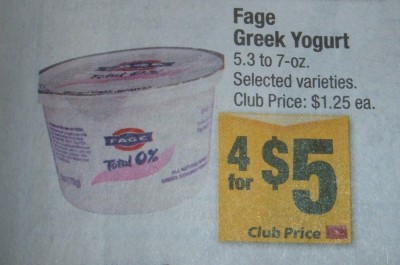 Fage
Greek Yogurt
5.3 to 7-oz.
Selected varieties.
Club Price: $1.25 ea.
4 for $5
Club Price
FAGE
Total 0%